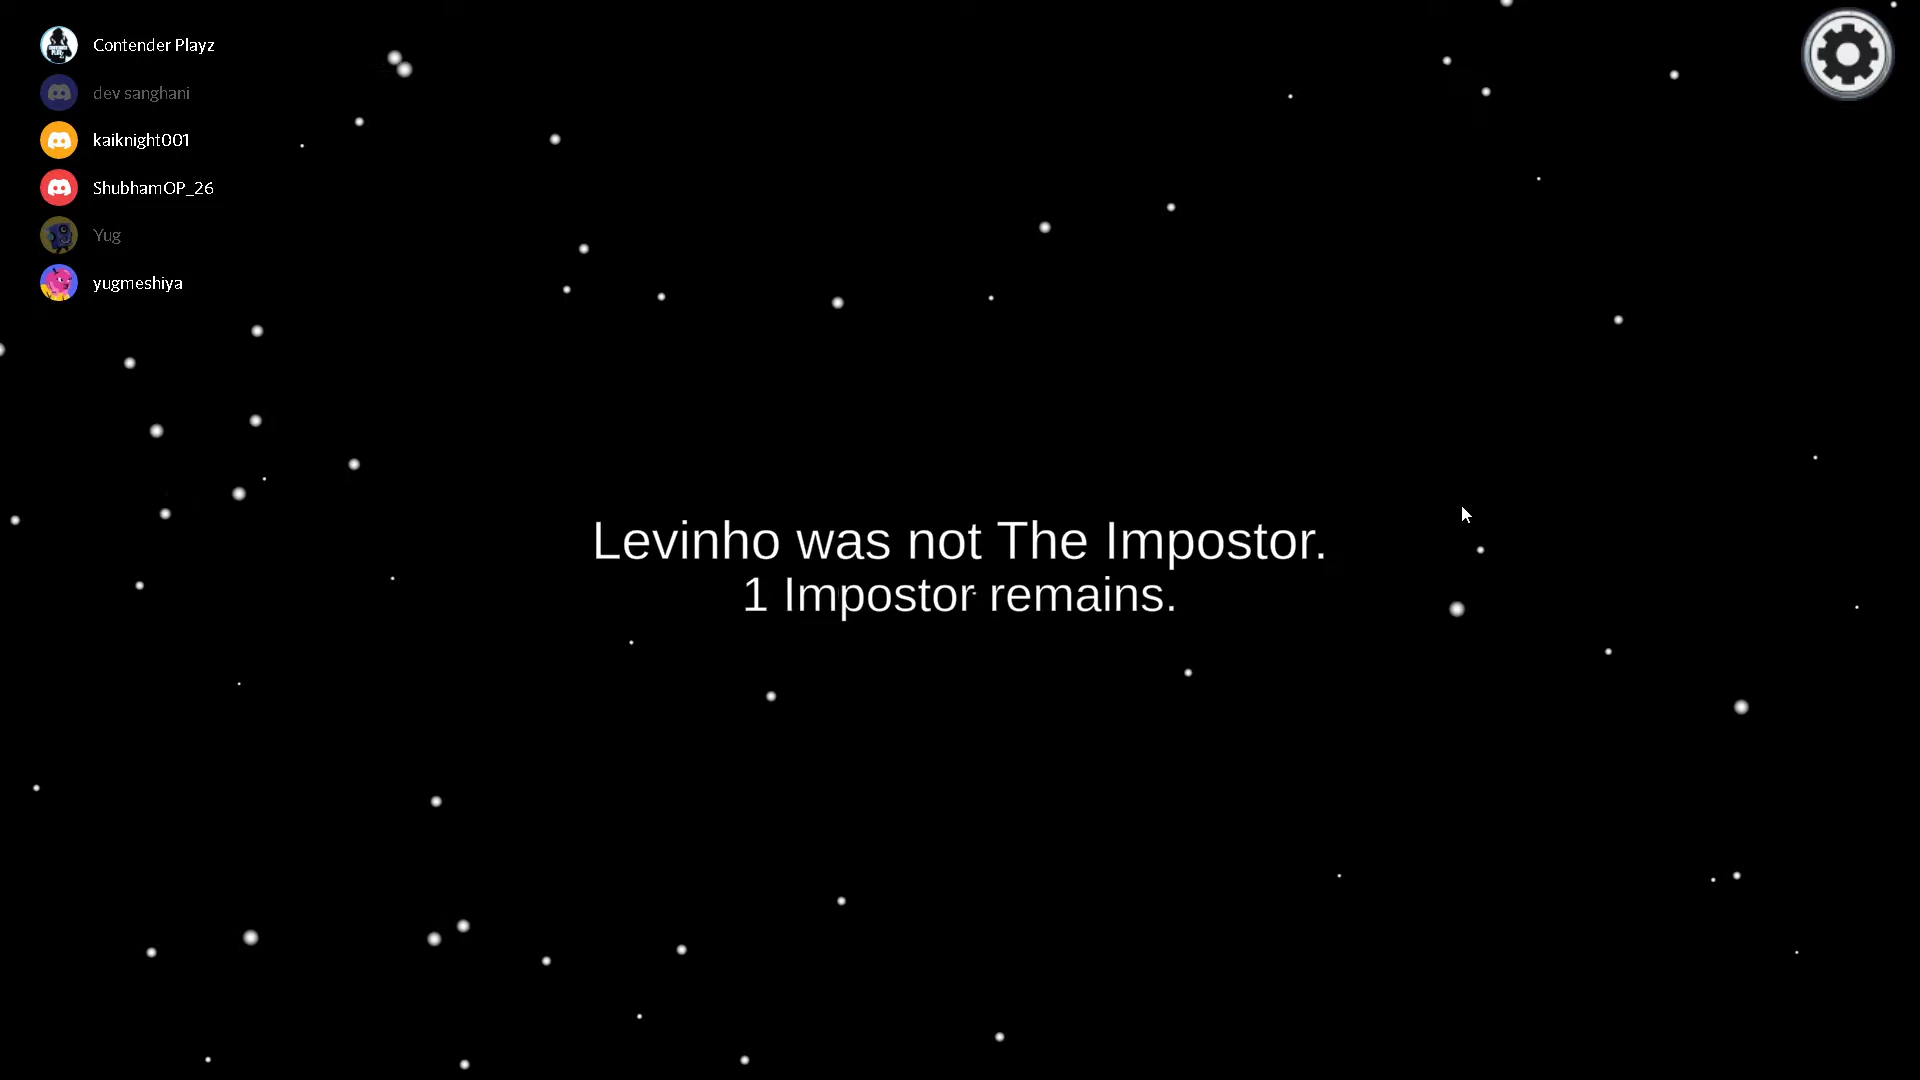 Contender Playz
dev sanghani
kaiknight001
ShubhamOP_26
Yug
yugmeshiya
Levinho was not The Impostor.
1 Impostor remains.